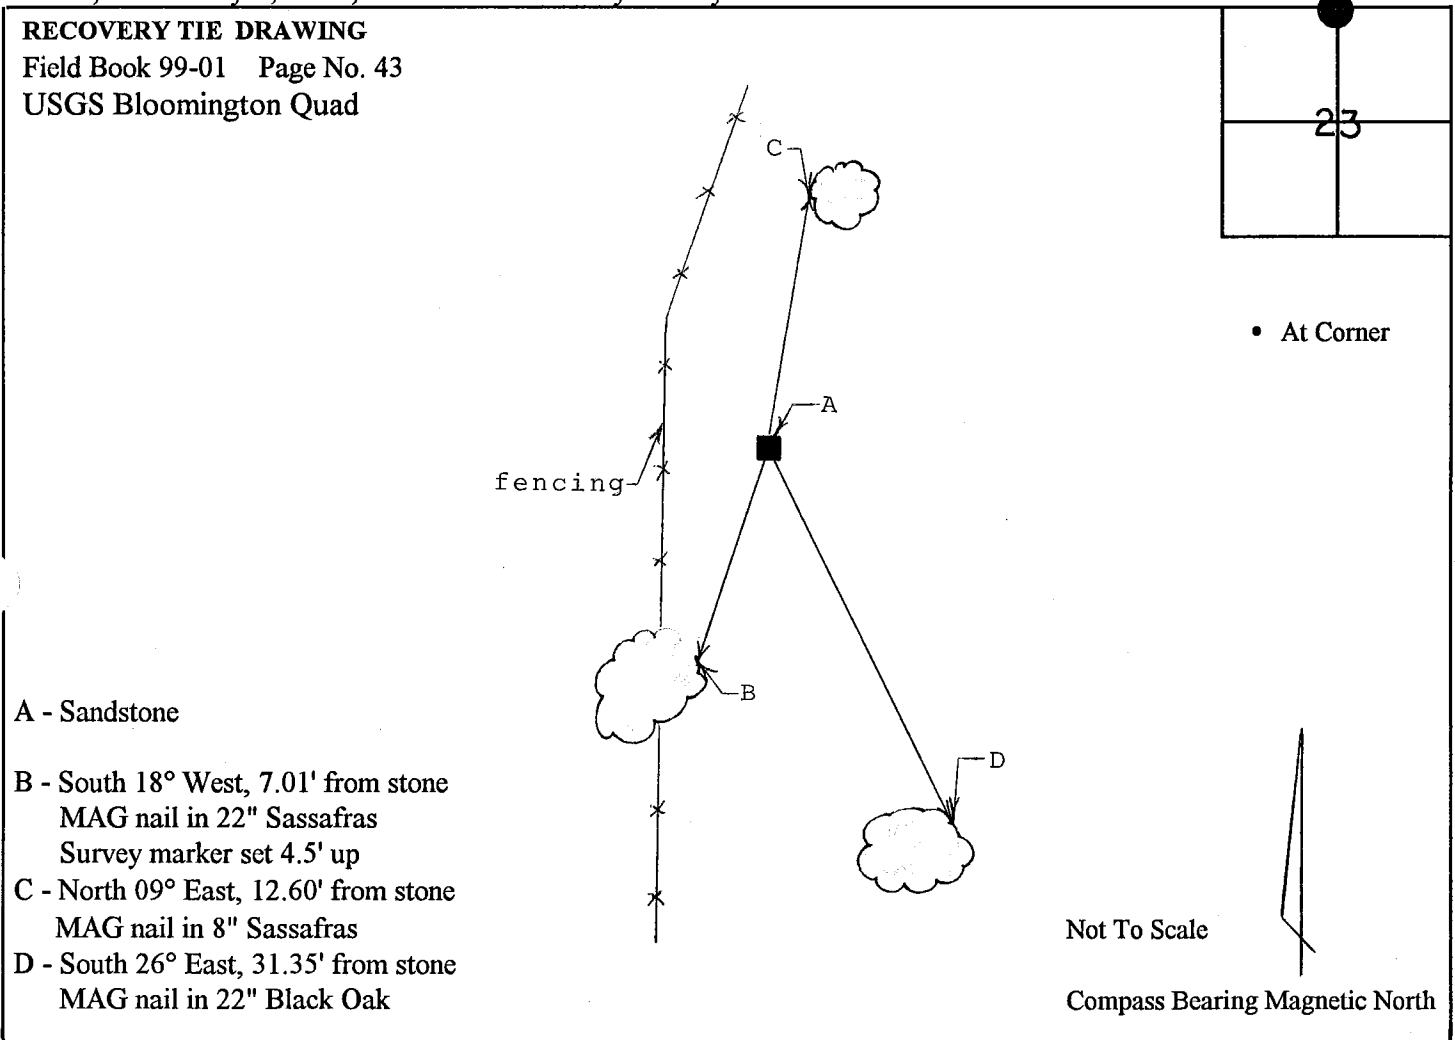 RECOVERY TIE DRAWING
Field Book 99-01 Page No. 43
USGS Bloomington Quad
23
C
• At Corner
A
fencing
B
D
A - Sandstone
B - South 18° West, 7.01' from stone
MAG nail in 22" Sassafras
Survey marker set 4.5' up
C - North 09° East, 12.60' from stone
MAG nail in 8" Sassafras
D - South 26° East, 31.35' from stone
MAG nail in 22" Black Oak
Not To Scale
Compass Bearing Magnetic North